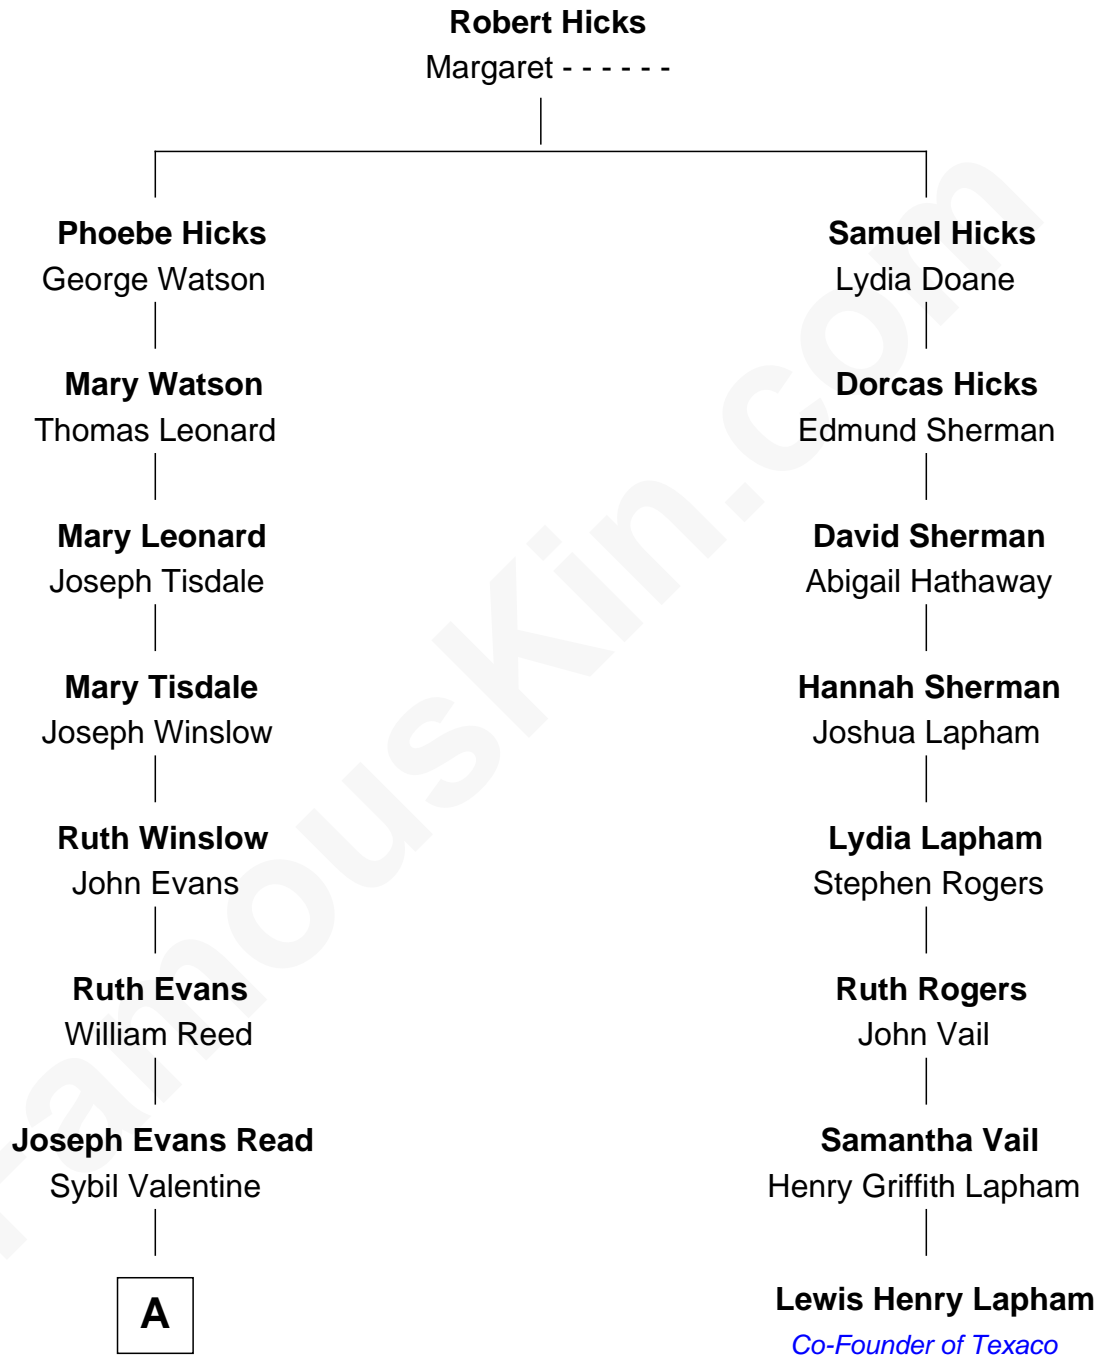 Robert Hicks
Margaret - - - - - -
Phoebe Hicks
George Watson
Samuel Hicks
Lydia Doane
Mary Watson
Thomas Leonard
Dorcas Hicks
Edmund Sherman
Mary Leonard
Joseph Tisdale
David Sherman
Abigail Hathaway
Mary Tisdale
Joseph Winslow
Hannah Sherman
Joshua Lapham
Ruth Winslow
John Evans
Lydia Lapham
Stephen Rogers
Ruth Evans
William Reed
Ruth Rogers
John Vail
Joseph Evans Read
Sybil Valentine
Samantha Vail
Henry Griffith Lapham
A
Lewis Henry Lapham
Co-Founder of Texaco
FamousKin.com